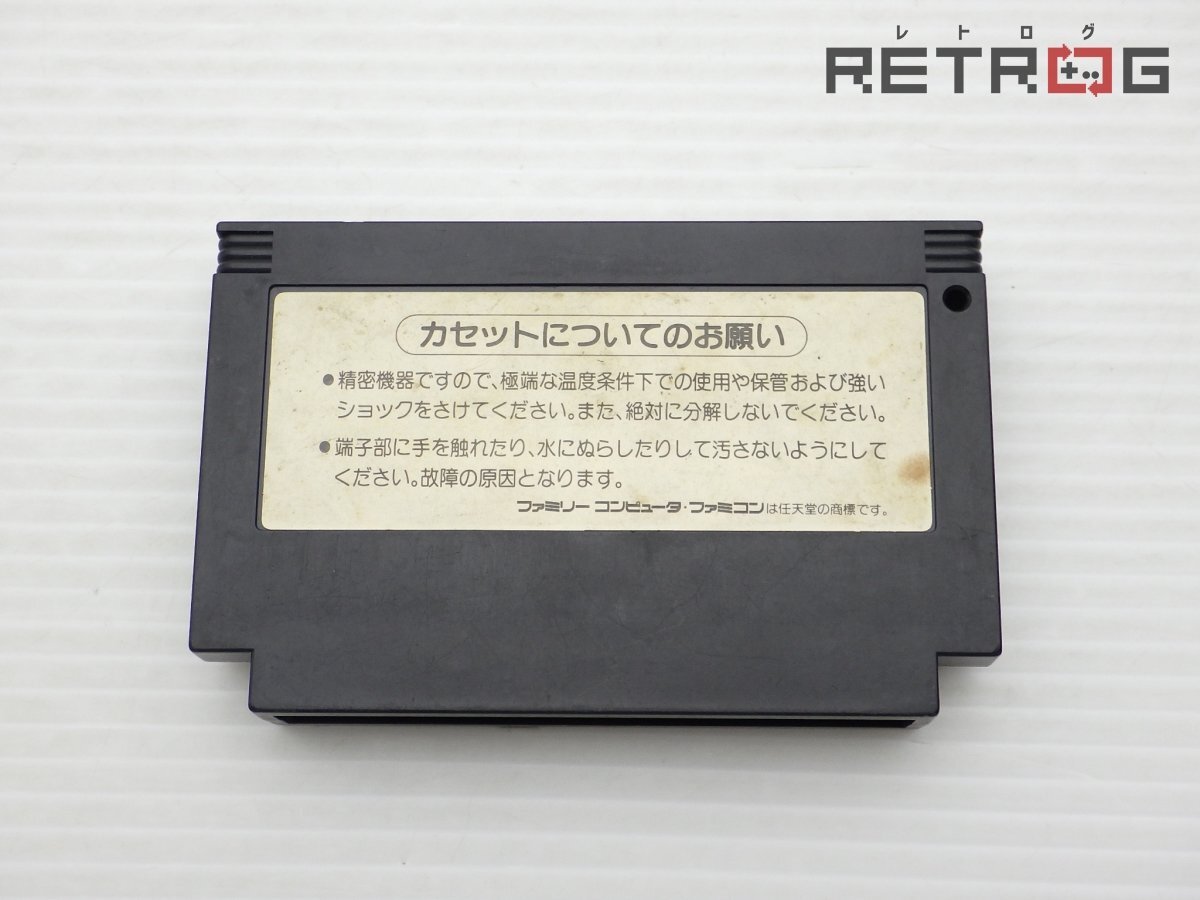 レトログ
RETROG
カセットについてのお願い
●精密機器ですので、極端な温度条件下での使用や保管および強い
ショックをさけてください。また、絶対に分解しないでください。
●端子部に手を触れたり、水にぬらしたりして汚さないようにして
ください。故障の原因となります。
ファミリーコンピュータ・ファミコンは任天堂の商標です。